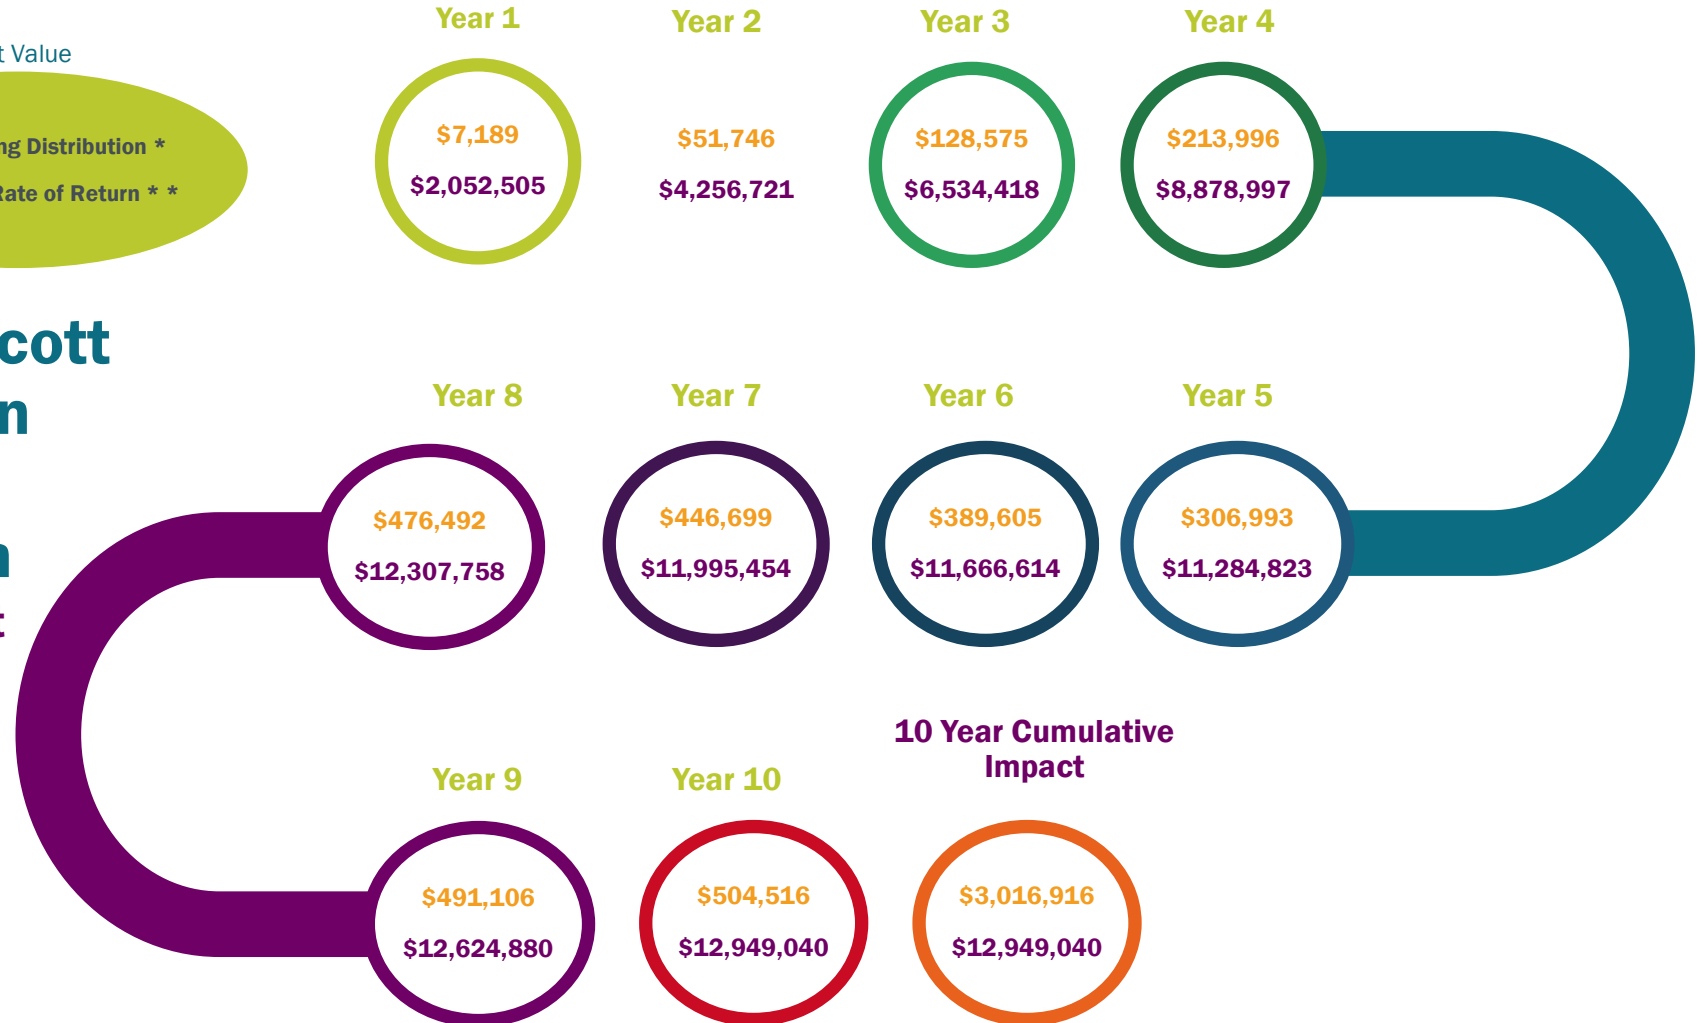 t Value
ng Distribution *
Rate of Return * *
cott
n
n
t
Year 1
Year 2
Year 3
Year 4
$7,189
$51,746
$128,575
$213,996
$2,052,505
$4,256,721
$6,534,418
$8,878,997
Year 8
Year 7
Year 6
Year 5
$476,492
$446,699
$389,605
$306,993
$12,307,758
$11,995,454
$11,666,614
$11,284,823
10 Year Cumulative
Impact
Year 9
Year 10
$491,106
$504,516
$3,016,916
$12,624,880
$12,949,040
$12,949,040